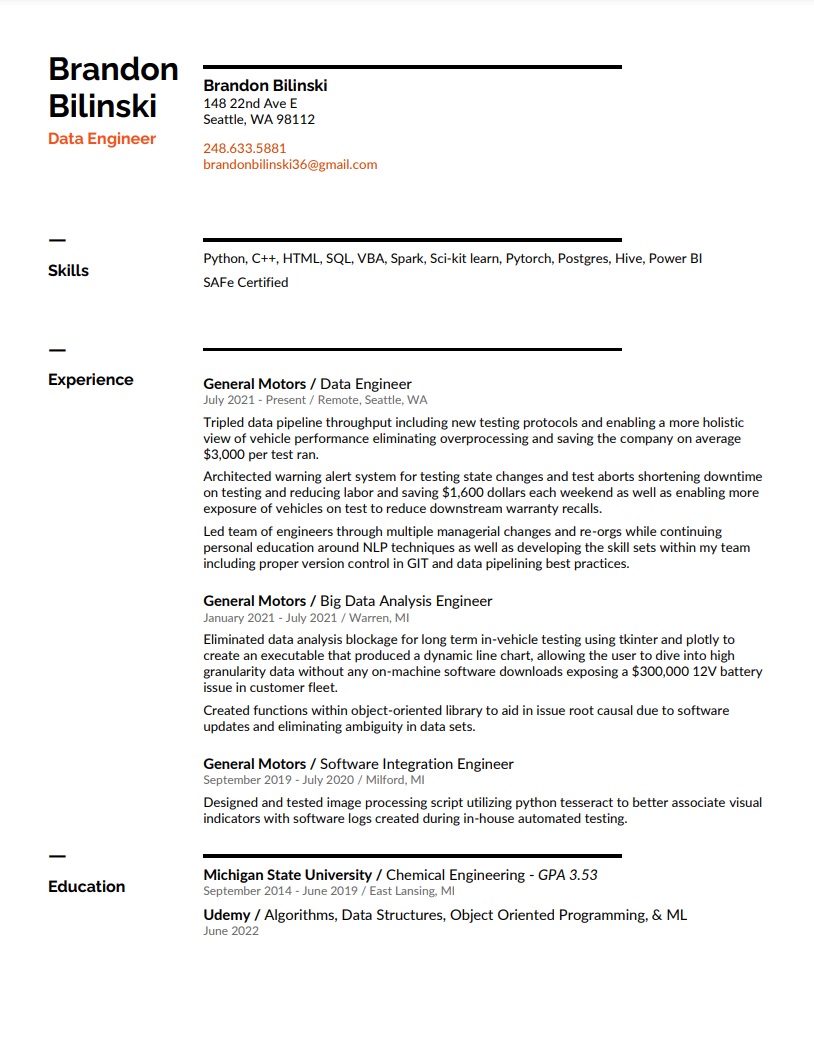 Brandon
Bilinski
Data Engineer
Brandon Bilinski
148 22nd Ave E
Seattle, WA 98112
248.633.5881
brandonbilinski36@gmail.com
—
Skills
Python, C++, HTML, SQL, VBA, Spark, Sci-kit learn, Pytorch, Postgres, Hive, Power BI
SAFe Certified
—
Experience
General Motors / Data Engineer
July 2021 - Present / Remote, Seattle, WA
Tripled data pipeline throughput including new testing protocols and enabling a more holistic
view of vehicle performance eliminating overprocessing and saving the company on average
$3,000 per test ran.
Architected warning alert system for testing state changes and test aborts shortening downtime
on testing and reducing labor and saving $1,600 dollars each weekend as well as enabling more
exposure of vehicles on test to reduce downstream warranty recalls.
Led team of engineers through multiple managerial changes and re-orgs while continuing
personal education around NLP techniques as well as developing the skill sets within my team
including proper version control in GIT and data pipelining best practices.
General Motors / Big Data Analysis Engineer
January 2021 - July 2021 / Warren, MI
Eliminated data analysis blockage for long term in-vehicle testing using tkinter and plotly to
create an executable that produced a dynamic line chart, allowing the user to dive into high
granularity data without any on-machine software downloads exposing a $300,000 12V battery
issue in customer fleet.
Created functions within object-oriented library to aid in issue root causal due to software
updates and eliminating ambiguity in data sets.
General Motors / Software Integration Engineer
September 2019 - July 2020 / Milford, MI
Designed and tested image processing script utilizing python tesseract to better associate visual
indicators with software logs created during in-house automated testing.
—
Education
Michigan State University / Chemical Engineering - GPA 3.53
September 2014 - June 2019 / East Lansing, MI
Udemy / Algorithms, Data Structures, Object Oriented Programming, & ML
June 2022